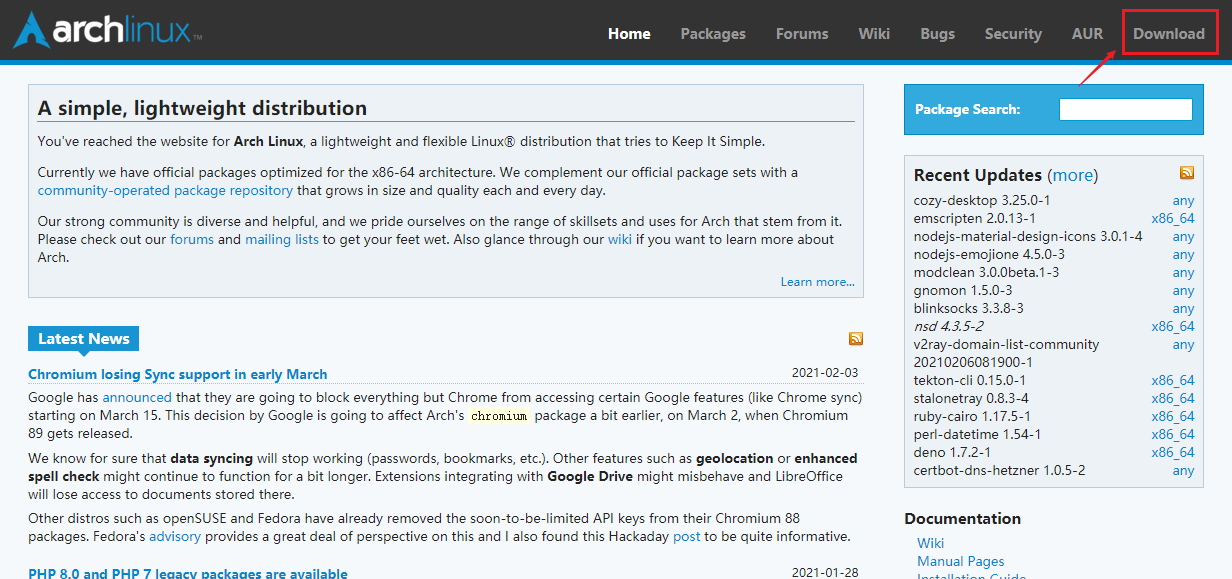 archlinux™
Home Packages Forums Wiki Bugs Security AUR Download
A simple, lightweight distribution
You've reached the website for Arch Linux, a lightweight and flexible Linux® distribution that tries to Keep It Simple.
Currently we have official packages optimized for the x86-64 architecture. We complement our official package sets with a
community-operated package repository that grows in size and quality each and every day.
Our strong community is diverse and helpful, and we pride ourselves on the range of skillsets and uses for Arch that stem from it.
Please check out our forums and mailing lists to get your feet wet. Also glance through our wiki if you want to learn more about
Arch.
Learn more...
Latest News
Chromium losing Sync support in early March 2021-02-03
Google has announced that they are going to block everything but Chrome from accessing certain Google features (like Chrome sync)
starting on March 15. This decision by Google is going to affect Arch's chromium package a bit earlier, on March 2, when Chromium
89 gets released.
We know for sure that data syncing will stop working (passwords, bookmarks, etc.). Other features such as geolocation or enhanced
spell check might continue to function for a bit longer. Extensions integrating with Google Drive might misbehave and LibreOffice
will lose access to documents stored there.
Other distros such as openSUSE and Fedora have already removed the soon-to-be-limited API keys from their Chromium 88
packages. Fedora's advisory provides a great deal of perspective on this and I also found this Hackaday post to be quite informative.
PHP 8.0 and PHP 7 legacy packages are available 2021-01-28
Package Search:
Recent Updates (more)
cozy-desktop 3.25.0-1 any
emscripten 2.0.13-1 x86_64
nodejs-material-design-icons 3.0.1-4 any
nodejs-emojione 4.5.0-3 any
modclean 3.0.0beta.1-3 any
gnomon 1.5.0-3 any
blinksocks 3.3.8-3 any
nsd 4.3.5-2 x86_64
v2ray-domain-list-community any
20210206081900-1
tekton-cli 0.15.0-1 x86_64
stalonetray 0.8.3-4 x86_64
ruby-cairo 1.17.5-1 x86_64
perl-datetime 1.54-1 x86_64
deno 1.7.2-1 x86_64
certbot-dns-hetzner 1.0.5-2 any
Documentation
Wiki
Manual Pages
Installation Guide